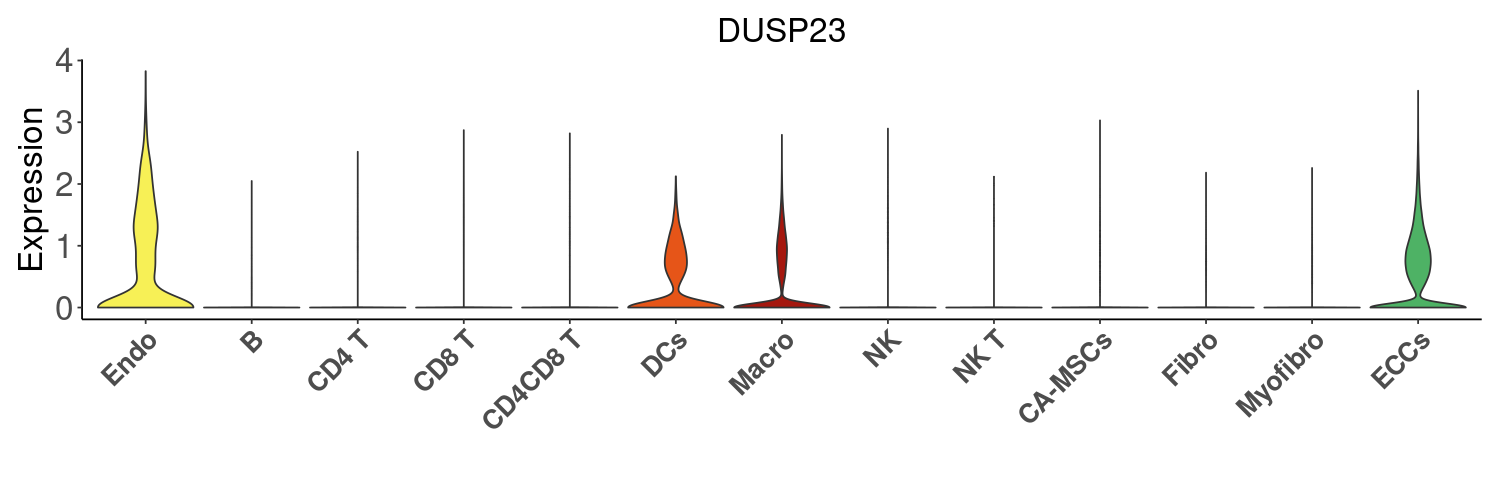 DUSP23
Expression
4
3
2
1
0
Endo
B
CD4 T
CD8 T
CD4CD8 T
DCs
Macro
NK
NK T
CA-MSCs
Fibro
Myofibro
ECCs